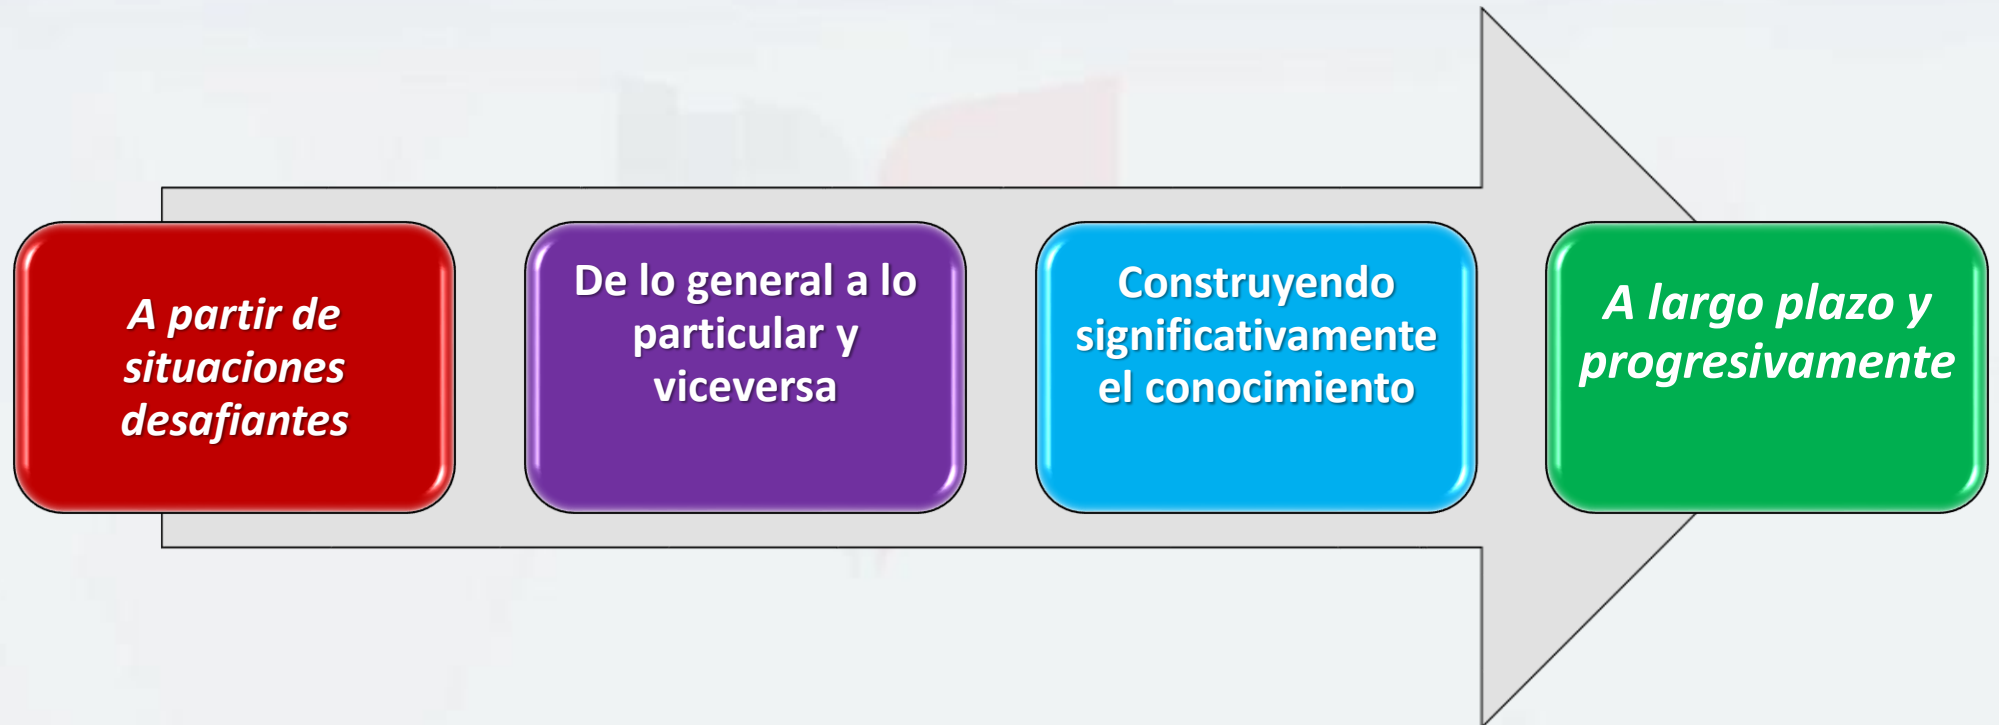 A partir de
situaciones
desafiantes
De lo general a lo
particular y
viceversa
Construyendo
significativamente
el conocimiento
A largo plazo y
progresivamente